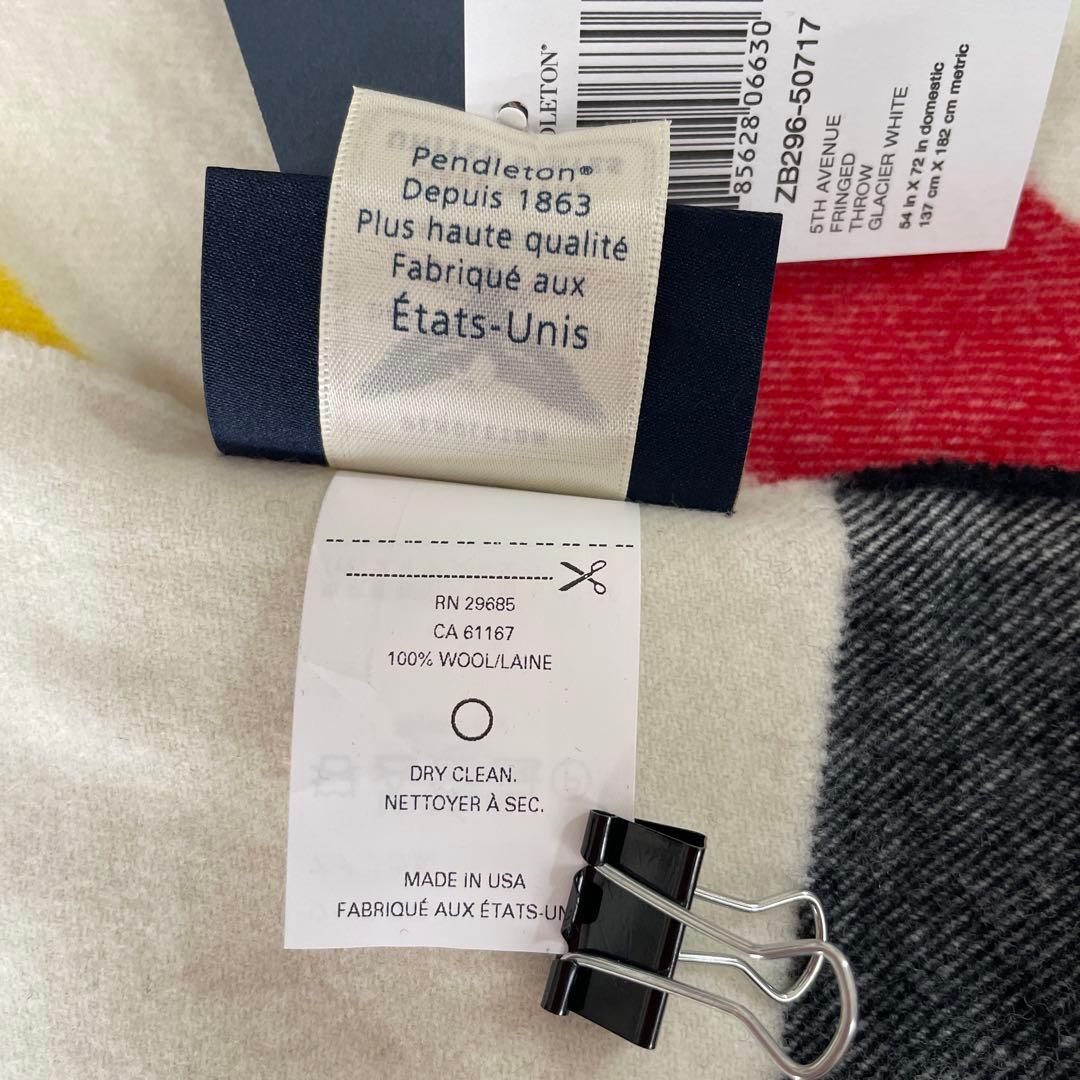 DLETON®
85628 06630
ZB296-50717
5TH AVENUE
FRINGED
THROW
GLACIER WHITE
54 in X 72 in domestic
137 cm X 182 cm metric
Pendleton®
Depuis 1863
Plus haute qualité
Fabriqué aux
États-Unis
RN 29685
CA 61167
100% WOOL/LAINE
DRY CLEAN.
NETTOYER À SEC.
MADE IN USA
FABRIQUÉ AUX ÉTATS-UN